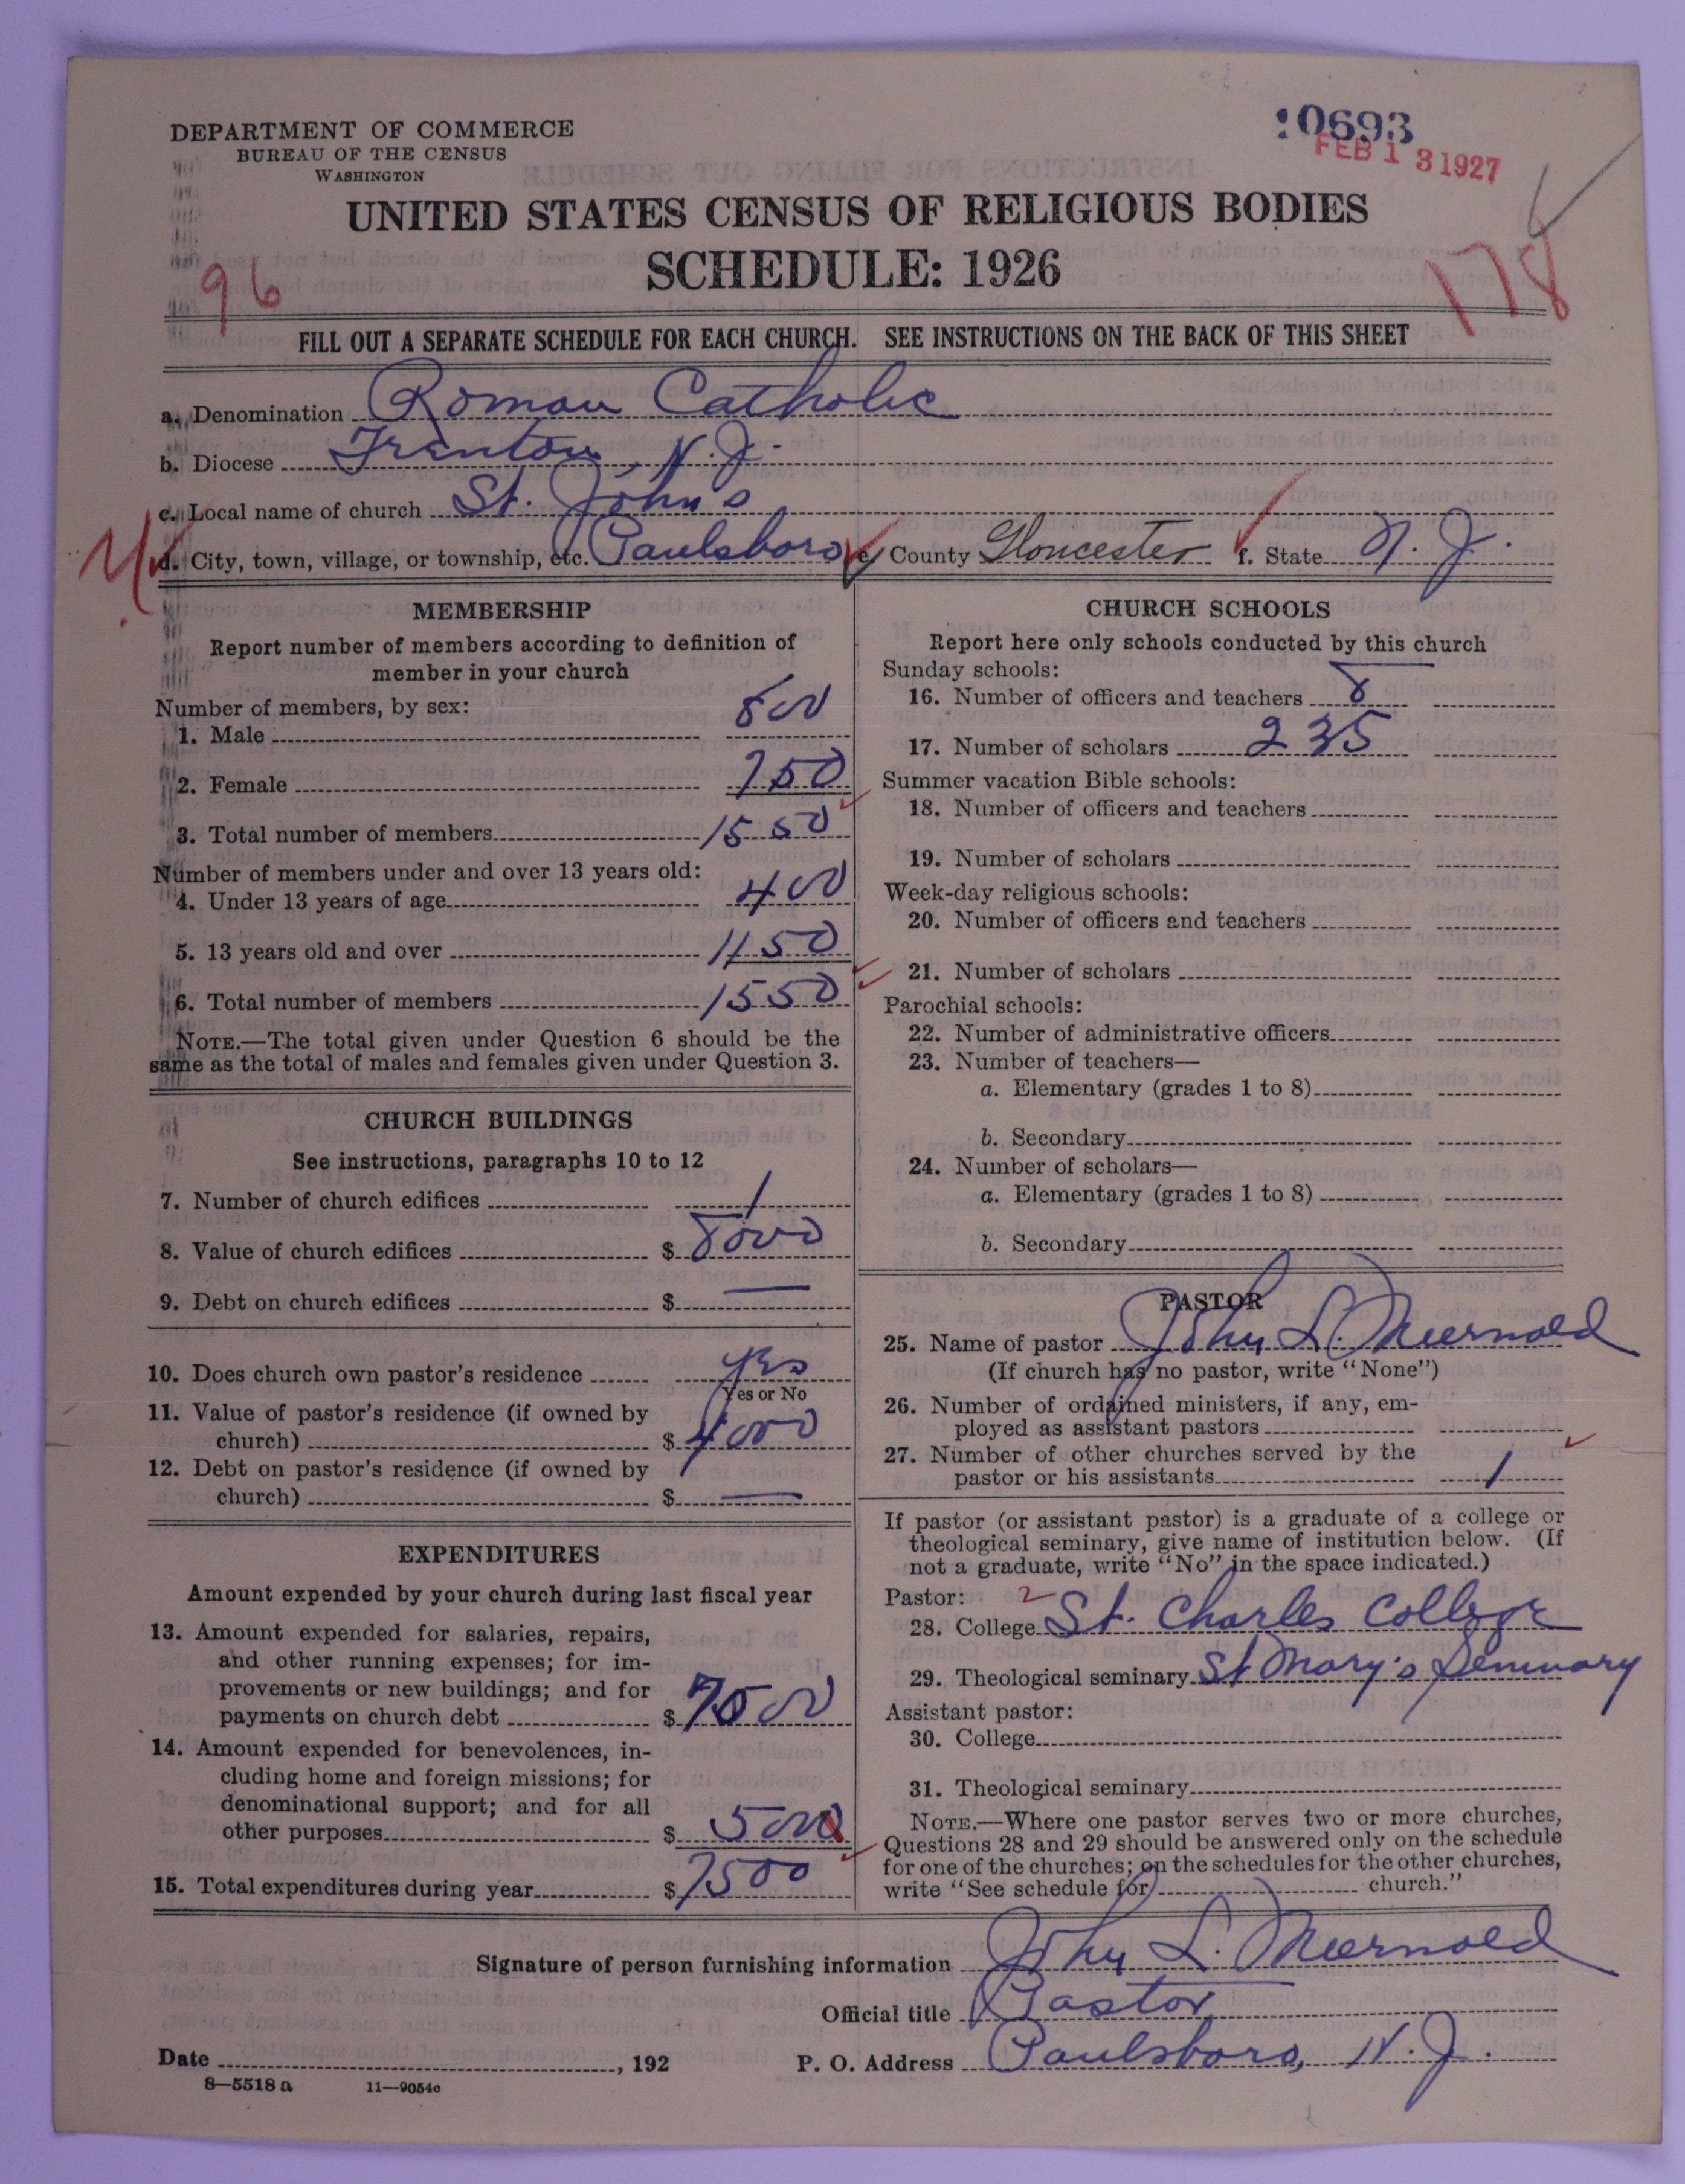 DEPARTMENT OF COMMERCE
BUREAU OF THE CENSUS
WASHINGTON
10693
FEB 13 1927
UNITED STATES CENSUS OF RELIGIOUS BODIES
SCHEDULE: 1926
96
178
FILL OUT A SEPARATE SCHEDULE FOR EACH CHURCH. SEE INSTRUCTIONS ON THE BACK OF THIS SHEET
a. Denomination Roman Catholic
b. Diocese Trenton, N. J.
c. Local name of church St. John's
d. City, town, village, or township, etc. Paulsboro e. County Gloucester f. State N. J.
MEMBERSHIP
Report number of members according to definition of
member in your church
Number of members, by sex:
1. Male 800
2. Female 750
3. Total number of members 1550
Number of members under and over 13 years old:
4. Under 13 years of age 400
5. 13 years old and over 1150
6. Total number of members 1550
NOTE.—The total given under Question 6 should be the
same as the total of males and females given under Question 3.
CHURCH BUILDINGS
See instructions, paragraphs 10 to 12
7. Number of church edifices 1
8. Value of church edifices $ 8000
9. Debt on church edifices $ —
10. Does church own pastor's residence yes
Yes or No
11. Value of pastor's residence (if owned by
church) $ 4000
12. Debt on pastor's residence (if owned by
church) $ —
EXPENDITURES
Amount expended by your church during last fiscal year
13. Amount expended for salaries, repairs,
and other running expenses; for im-
provements or new buildings; and for
payments on church debt $ 7500
14. Amount expended for benevolences, in-
cluding home and foreign missions; for
denominational support; and for all
other purposes $ 500
15. Total expenditures during year $ 7500
CHURCH SCHOOLS
Report here only schools conducted by this church
Sunday schools:
16. Number of officers and teachers 8
17. Number of scholars 235
Summer vacation Bible schools:
18. Number of officers and teachers
19. Number of scholars
Week-day religious schools:
20. Number of officers and teachers
21. Number of scholars
Parochial schools:
22. Number of administrative officers
23. Number of teachers—
a. Elementary (grades 1 to 8)
b. Secondary
24. Number of scholars—
a. Elementary (grades 1 to 8)
b. Secondary
PASTOR
25. Name of pastor John L.
(If church has no pastor, write "None")
26. Number of ordained ministers, if any, em-
ployed as assistant pastors
27. Number of other churches served by the
pastor or his assistants 1
If pastor (or assistant pastor) is a graduate of a college or
theological seminary, give name of institution below. (If
not a graduate, write "No" in the space indicated.)
Pastor: 2
28. College St. Charles College
29. Theological seminary St Mary's Seminary
Assistant pastor:
30. College
31. Theological seminary
NOTE.—Where one pastor serves two or more churches,
Questions 28 and 29 should be answered only on the schedule
for one of the churches; on the schedules for the other churches,
write "See schedule for church."
Signature of person furnishing information John L.
Official title Pastor
Date , 192 P. O. Address Paulsboro, N. J.
8—5518 a 11—9054c